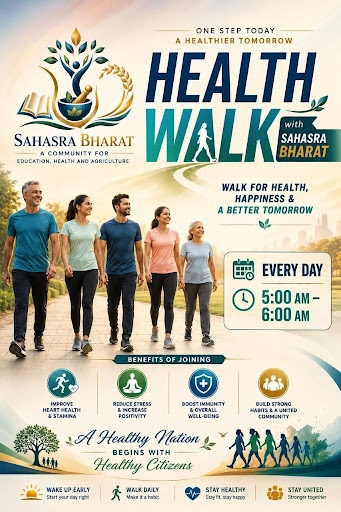 ONE STEP TODAY
A HEALTHIER TOMORROW
HEALTH
WALK
with
SAHASRA
BHARAT
SAHASRA BHARAT
A COMMUNITY FOR
EDUCATION, HEALTH AND AGRICULTURE
WALK FOR HEALTH,
HAPPINESS &
A BETTER TOMORROW
EVERY DAY
5:00 AM –
6:00 AM
BENEFITS OF JOINING
IMPROVE
HEART HEALTH
& STAMINA
REDUCE STRESS
& INCREASE
POSITIVITY
BOOST IMMUNITY
& OVERALL
WELL-BEING
BUILD STRONG
HABITS & A UNITED
COMMUNITY
A Healthy Nation
BEGINS WITH
Healthy Citizens
WAKE UP EARLY
Start your day right
WALK DAILY
Make it a habit
STAY HEALTHY
Stay fit, stay happy
STAY UNITED
Stronger together